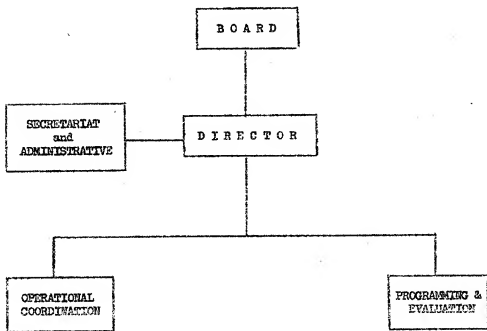 BOARD
SECRETARIAT
and
ADMINISTRATIVE
DIRECTOR
OPERATIONAL
COORDINATION
PROGRAMMING &
EVALUATION